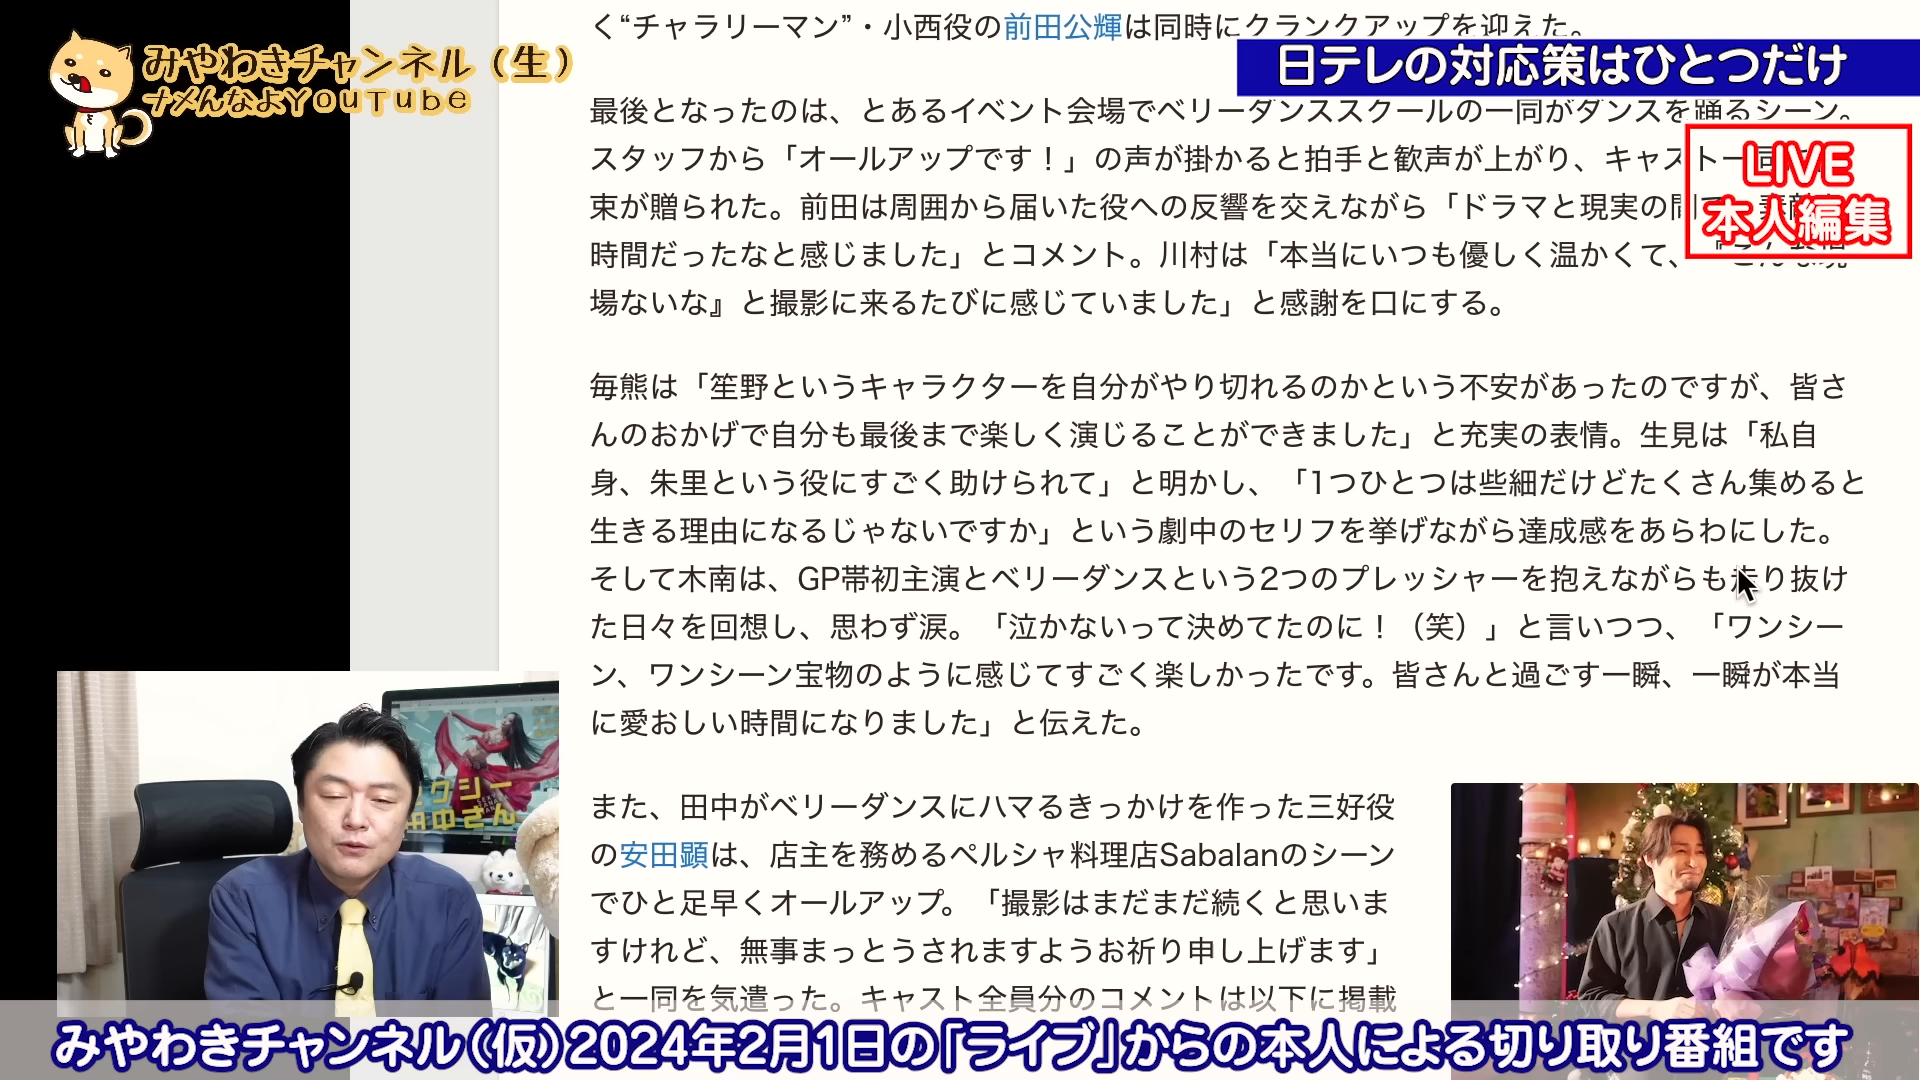 く“チャラリーマン”・小西役の前田公輝は同時にクランクアップを迎えた。
みやわきチャンネル（生）
ナメんなよYouTube
日テレの対応策はひとつだけ
最後となったのは、とあるイベント会場でベリーダンススクールの一同がダンスを踊るシーン。
スタッフから「オールアップです！」の声が掛かると拍手と歓声が上がり、キャスト一同
LIVE
本人編集
束が贈られた。前田は周囲から届いた役への反響を交えながら「ドラマと現実の間
時間だったなと感じました」とコメント。川村は「本当にいつも優しく温かくて、『こんな現
場ないな』と撮影に来るたびに感じていました」と感謝を口にする。
毎熊は「笙野というキャラクターを自分がやり切れるのかという不安があったのですが、皆さ
んのおかげで自分も最後まで楽しく演じることができました」と充実の表情。生見は「私自
身、朱里という役にすごく助けられて」と明かし、「1つひとつは些細だけどたくさん集めると
生きる理由になるじゃないですか」という劇中のセリフを挙げながら達成感をあらわにした。
そして木南は、GP帯初主演とベリーダンスという2つのプレッシャーを抱えながらも走り抜け
た日々を回想し、思わず涙。「泣かないって決めてたのに！（笑）」と言いつつ、「ワンシー
ン、ワンシーン宝物のように感じてすごく楽しかったです。皆さんと過ごす一瞬、一瞬が本当
に愛おしい時間になりました」と伝えた。
また、田中がベリーダンスにハマるきっかけを作った三好役
の安田顕は、店主を務めるペルシャ料理店Sabalanのシーン
でひと足早くオールアップ。「撮影はまだまだ続くと思いま
すけれど、無事まっとうされますようお祈り申し上げます」
と一同を気遣った。キャスト全員分のコメントは以下に掲載
クシー
田中さん
みやわきチャンネル（仮）2024年2月1日の「ライブ」からの本人による切り取り番組です